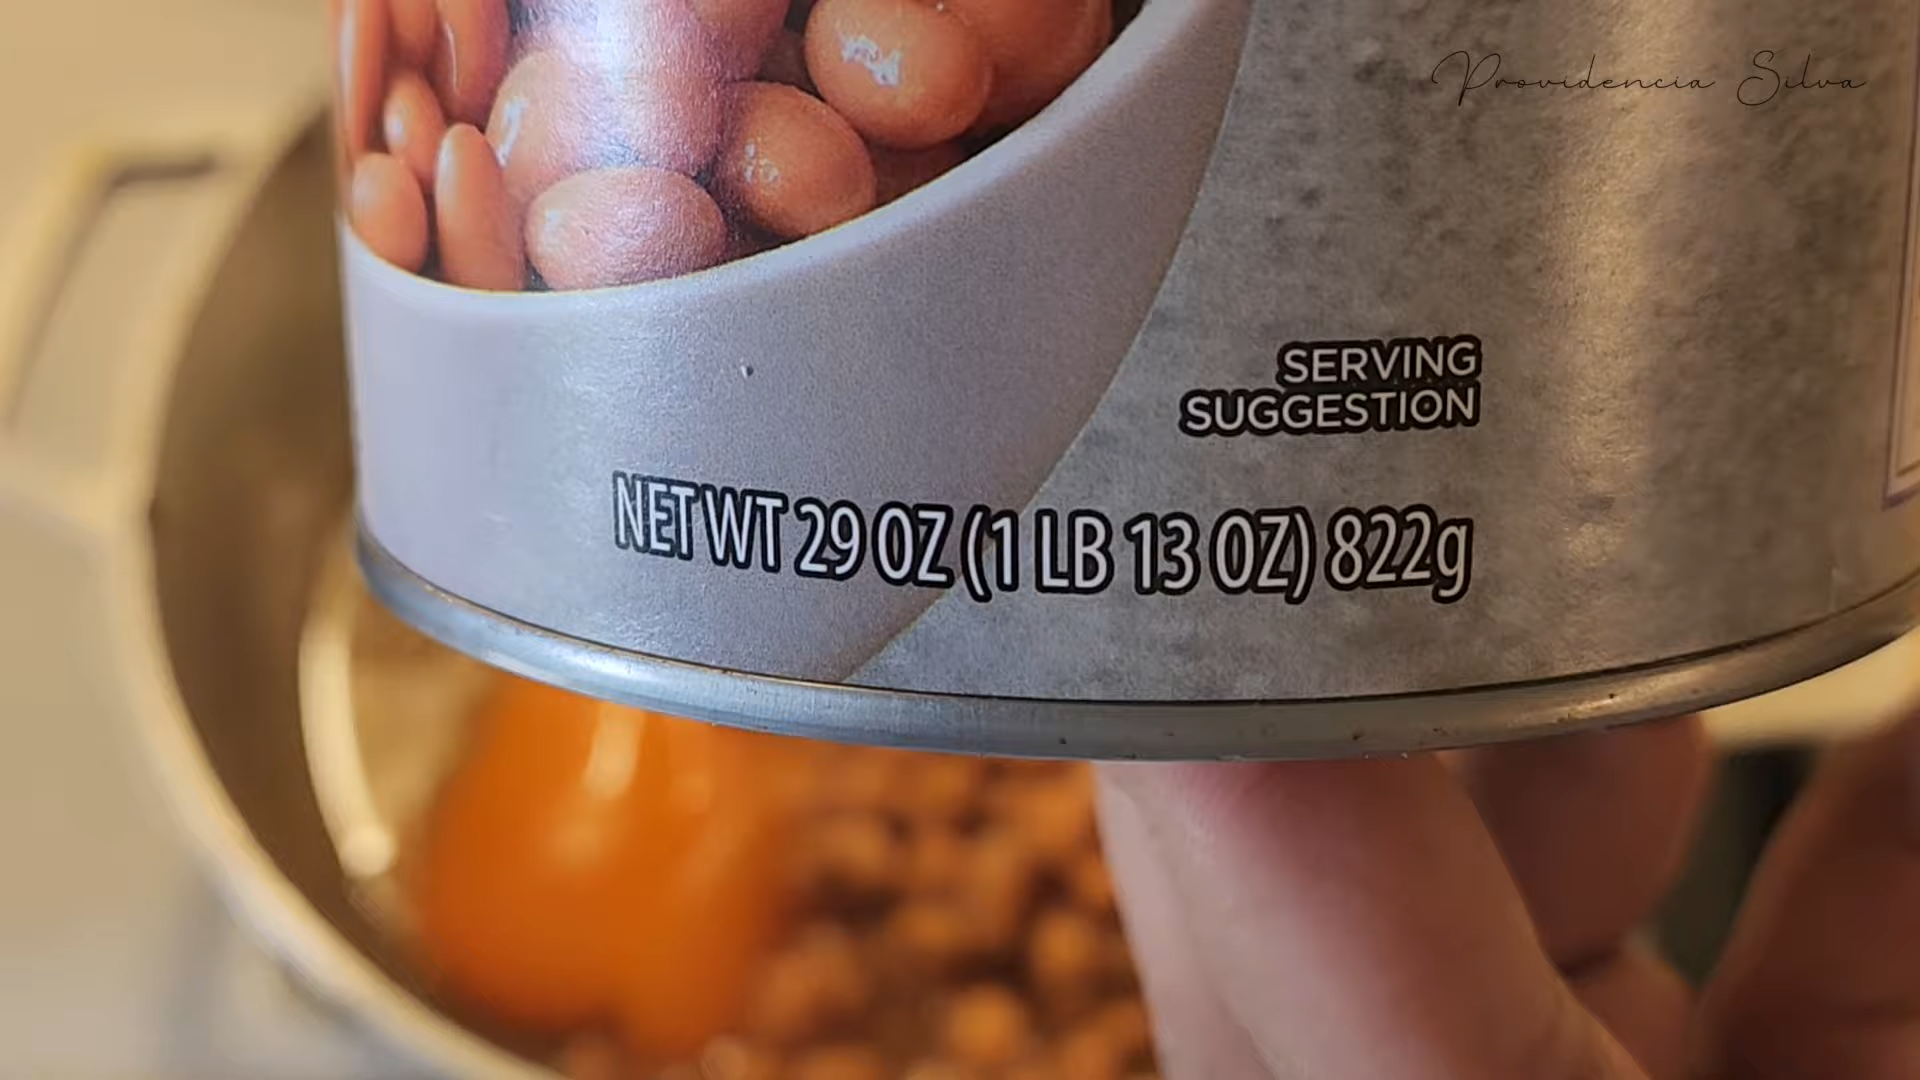 Providencia Silva
SERVING
SUGGESTION
NET WT 29 OZ (1 LB 13 OZ) 822g